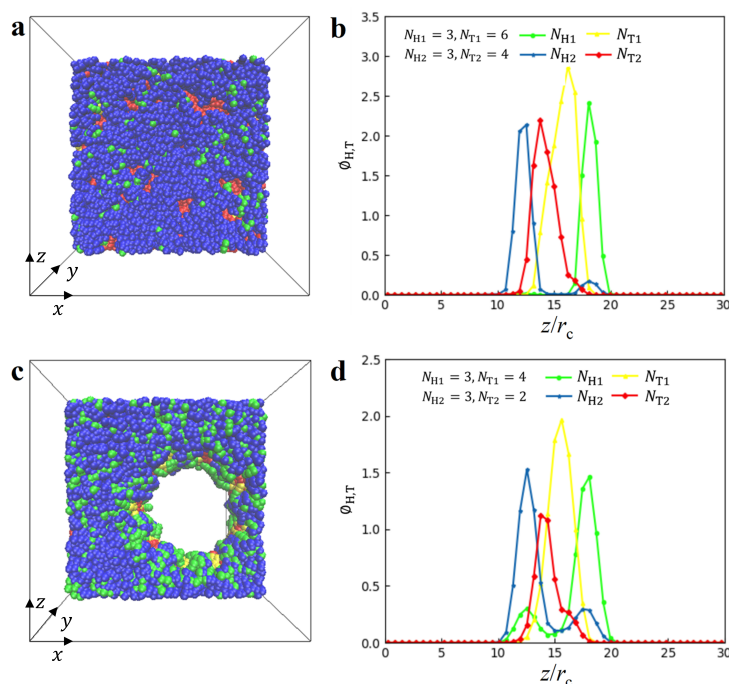 a
z
y
x
b
N_H1 = 3, N_T1 = 6 N_H1 N_T1
N_H2 = 3, N_T2 = 4 N_H2 N_T2
3.5
3.0
2.5
2.0
1.5
1.0
0.5
0.0
∅_H,T
0 5 10 15 20 25 30
z/r_c
c
z
y
x
d
N_H1 = 3, N_T1 = 4 N_H1 N_T1
N_H2 = 3, N_T2 = 2 N_H2 N_T2
2.5
2.0
1.5
1.0
0.5
0.0
∅_H,T
0 5 10 15 20 25 30
z/r_c